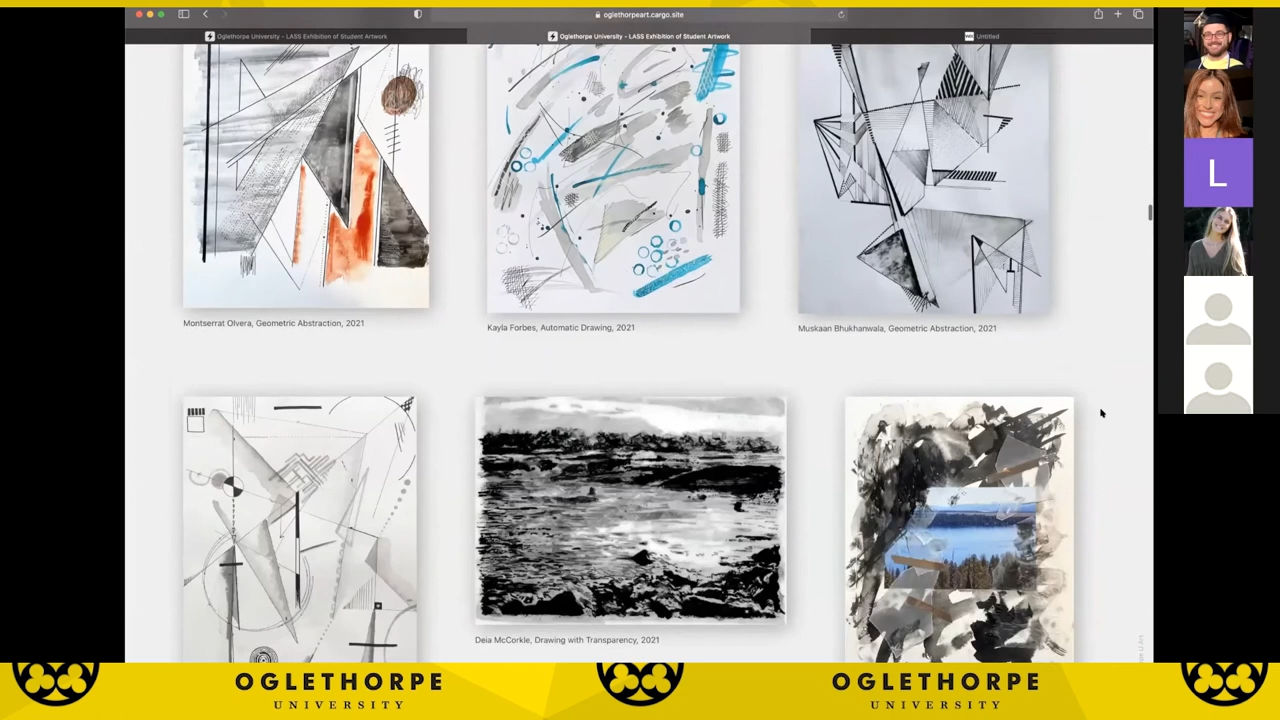 oglethorpeart.cargo.site
Oglethorpe University - LASS Exhibition of Student Artwork
Oglethorpe University - LASS Exhibition of Student Artwork
Untitled
L
Montserrat Olvera, Geometric Abstraction, 2021
Kayla Forbes, Automatic Drawing, 2021
Muskaan Bhukhanwala, Geometric Abstraction, 2021
Deia McCorkle, Drawing with Transparency, 2021
OGLETHORPE
UNIVERSITY
OGLETHORPE
UNIVERSITY